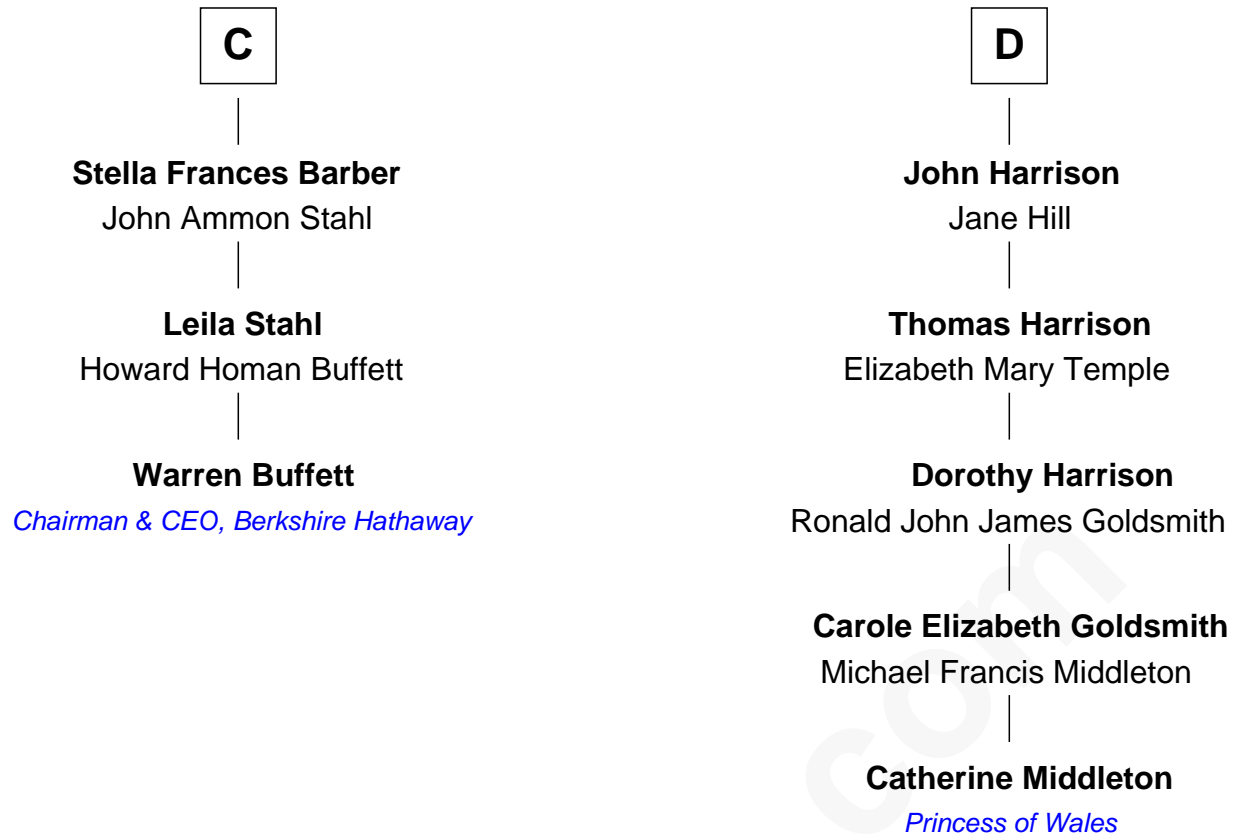 C
Stella Frances Barber
John Ammon Stahl
Leila Stahl
Howard Homan Buffett
Warren Buffett
Chairman & CEO, Berkshire Hathaway
D
John Harrison
Jane Hill
Thomas Harrison
Elizabeth Mary Temple
Dorothy Harrison
Ronald John James Goldsmith
Carole Elizabeth Goldsmith
Michael Francis Middleton
Catherine Middleton
Princess of Wales
com